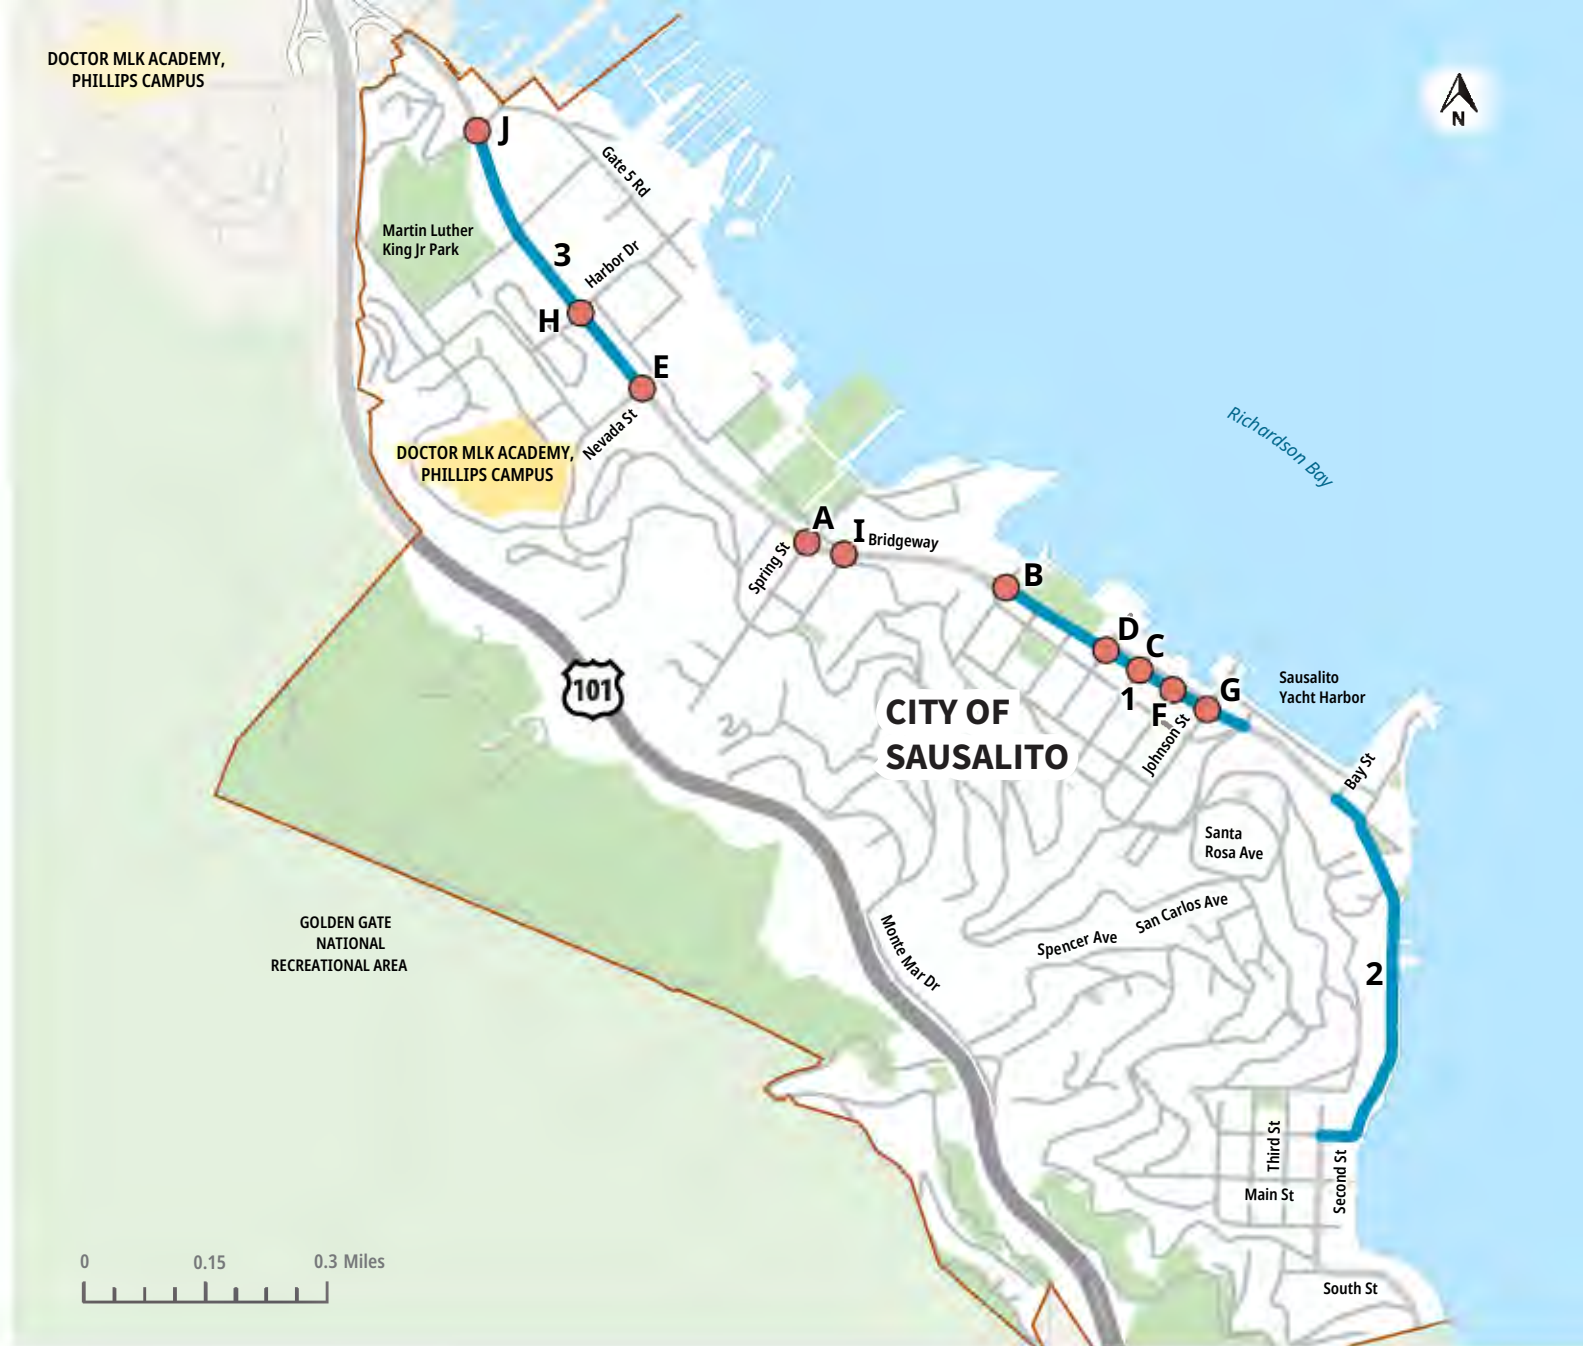 DOCTOR MLK ACADEMY,
PHILLIPS CAMPUS
N
J
Gate 5 Rd
Martin Luther
King Jr Park
3
Harbor Dr
H
E
Nevada St
DOCTOR MLK ACADEMY,
PHILLIPS CAMPUS
Richardson Bay
A
I
Bridgeway
Spring St
B
D
C
1
F
G
Johnson St
Sausalito
Yacht Harbor
101
CITY OF
SAUSALITO
Bay St
Santa
Rosa Ave
San Carlos Ave
Spencer Ave
Monte Mar Dr
GOLDEN GATE
NATIONAL
RECREATIONAL AREA
2
Third St
Second St
Main St
South St
0 0.15 0.3 Miles